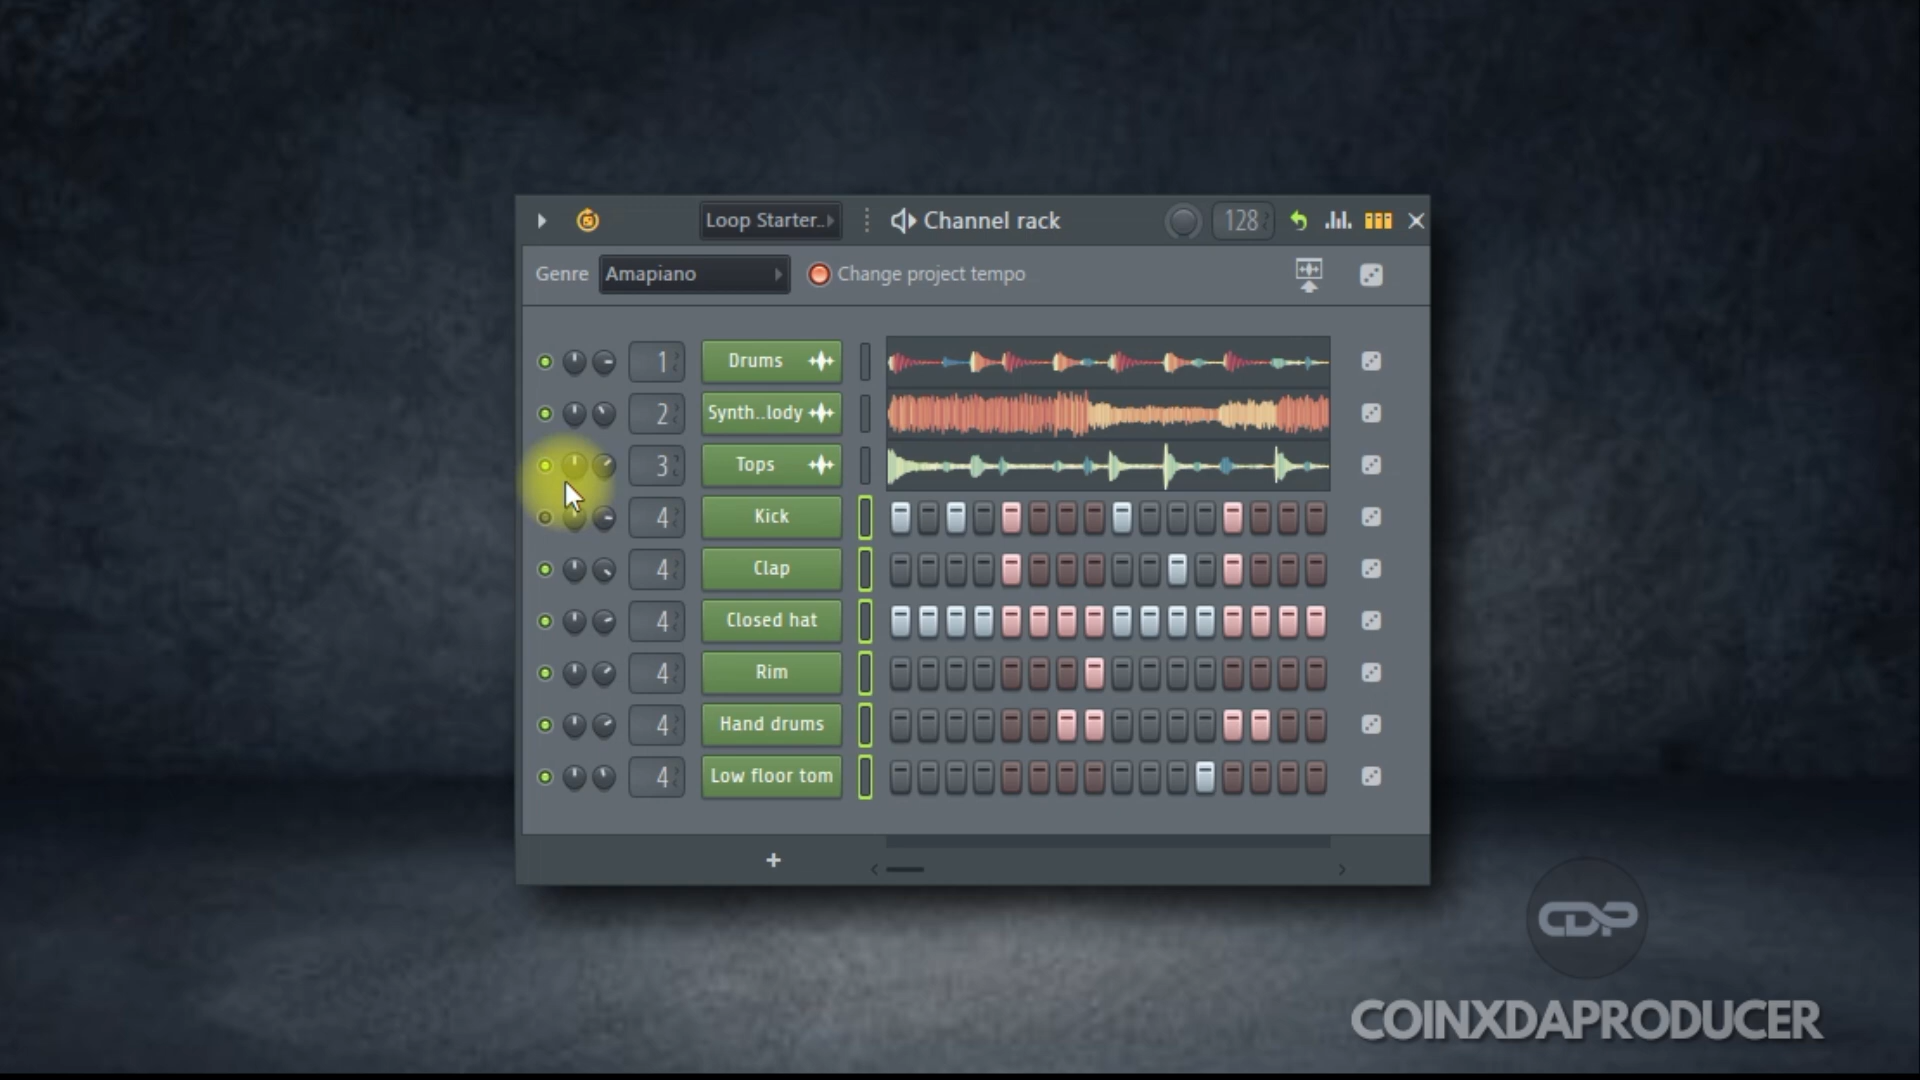 Loop Starter.. Channel rack 128
Genre Amapiano Change project tempo
1 Drums
2 Synth..lody
3 Tops
4 Kick
4 Clap
4 Closed hat
4 Rim
4 Hand drums
4 Low floor tom
+
CDP
COINXDAPRODUCER